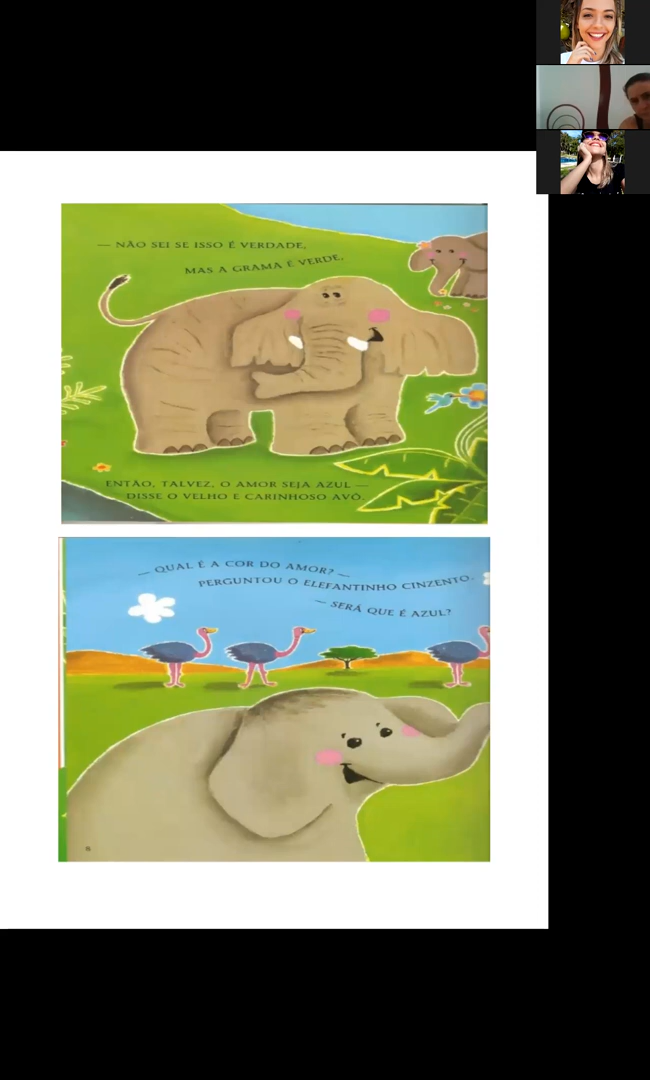 — NÃO SEI SE ISSO É VERDADE,
MAS A GRAMA É VERDE,
ENTÃO, TALVEZ, O AMOR SEJA AZUL —
DISSE O VELHO E CARINHOSO AVÔ.
— QUAL É A COR DO AMOR? —
PERGUNTOU O ELEFANTINHO CINZENTO.
— SERÁ QUE É AZUL?